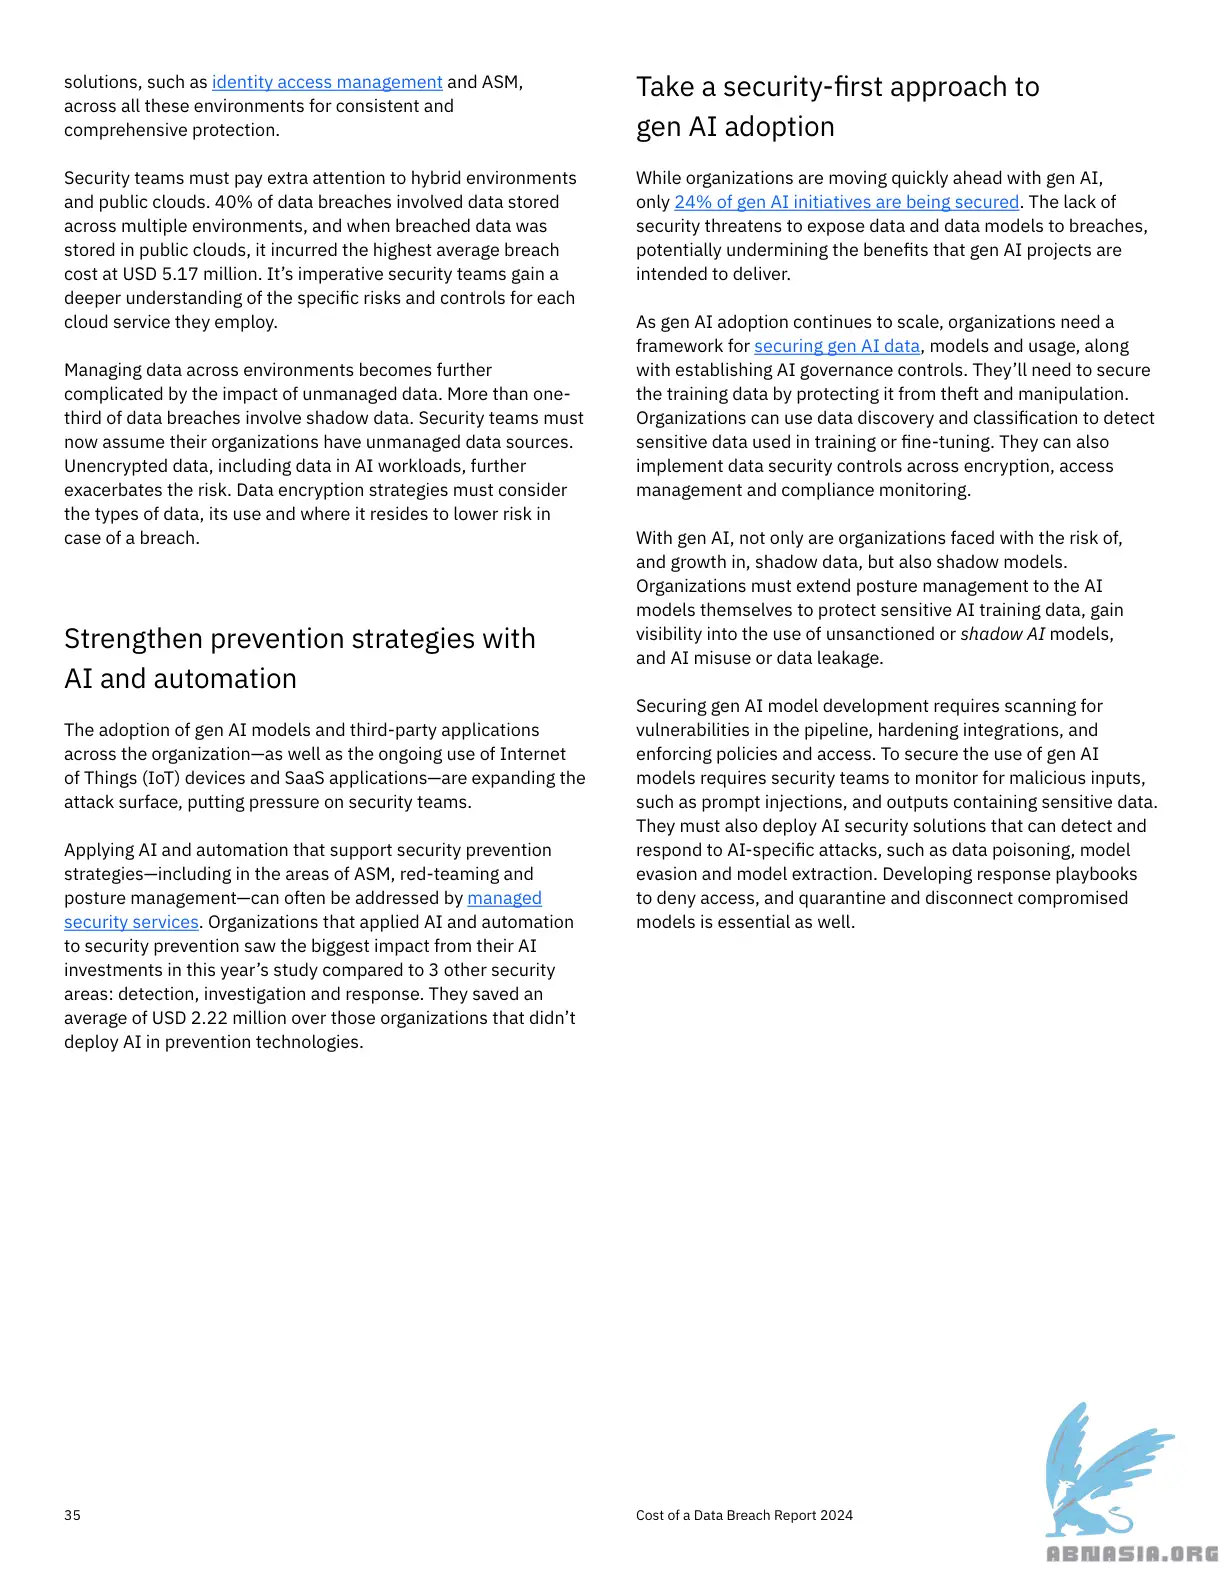 solutions, such as identity access management and ASM,
across all these environments for consistent and
comprehensive protection.
Security teams must pay extra attention to hybrid environments
and public clouds. 40% of data breaches involved data stored
across multiple environments, and when breached data was
stored in public clouds, it incurred the highest average breach
cost at USD 5.17 million. It’s imperative security teams gain a
deeper understanding of the specific risks and controls for each
cloud service they employ.
Managing data across environments becomes further
complicated by the impact of unmanaged data. More than one-
third of data breaches involve shadow data. Security teams must
now assume their organizations have unmanaged data sources.
Unencrypted data, including data in AI workloads, further
exacerbates the risk. Data encryption strategies must consider
the types of data, its use and where it resides to lower risk in
case of a breach.
Strengthen prevention strategies with
AI and automation
The adoption of gen AI models and third-party applications
across the organization—as well as the ongoing use of Internet
of Things (IoT) devices and SaaS applications—are expanding the
attack surface, putting pressure on security teams.
Applying AI and automation that support security prevention
strategies—including in the areas of ASM, red-teaming and
posture management—can often be addressed by managed
security services. Organizations that applied AI and automation
to security prevention saw the biggest impact from their AI
investments in this year’s study compared to 3 other security
areas: detection, investigation and response. They saved an
average of USD 2.22 million over those organizations that didn’t
deploy AI in prevention technologies.
Take a security-first approach to
gen AI adoption
While organizations are moving quickly ahead with gen AI,
only 24% of gen AI initiatives are being secured. The lack of
security threatens to expose data and data models to breaches,
potentially undermining the benefits that gen AI projects are
intended to deliver.
As gen AI adoption continues to scale, organizations need a
framework for securing gen AI data, models and usage, along
with establishing AI governance controls. They’ll need to secure
the training data by protecting it from theft and manipulation.
Organizations can use data discovery and classification to detect
sensitive data used in training or fine-tuning. They can also
implement data security controls across encryption, access
management and compliance monitoring.
With gen AI, not only are organizations faced with the risk of,
and growth in, shadow data, but also shadow models.
Organizations must extend posture management to the AI
models themselves to protect sensitive AI training data, gain
visibility into the use of unsanctioned or shadow AI models,
and AI misuse or data leakage.
Securing gen AI model development requires scanning for
vulnerabilities in the pipeline, hardening integrations, and
enforcing policies and access. To secure the use of gen AI
models requires security teams to monitor for malicious inputs,
such as prompt injections, and outputs containing sensitive data.
They must also deploy AI security solutions that can detect and
respond to AI-specific attacks, such as data poisoning, model
evasion and model extraction. Developing response playbooks
to deny access, and quarantine and disconnect compromised
models is essential as well.
35
Cost of a Data Breach Report 2024
ABNASIA.ORG